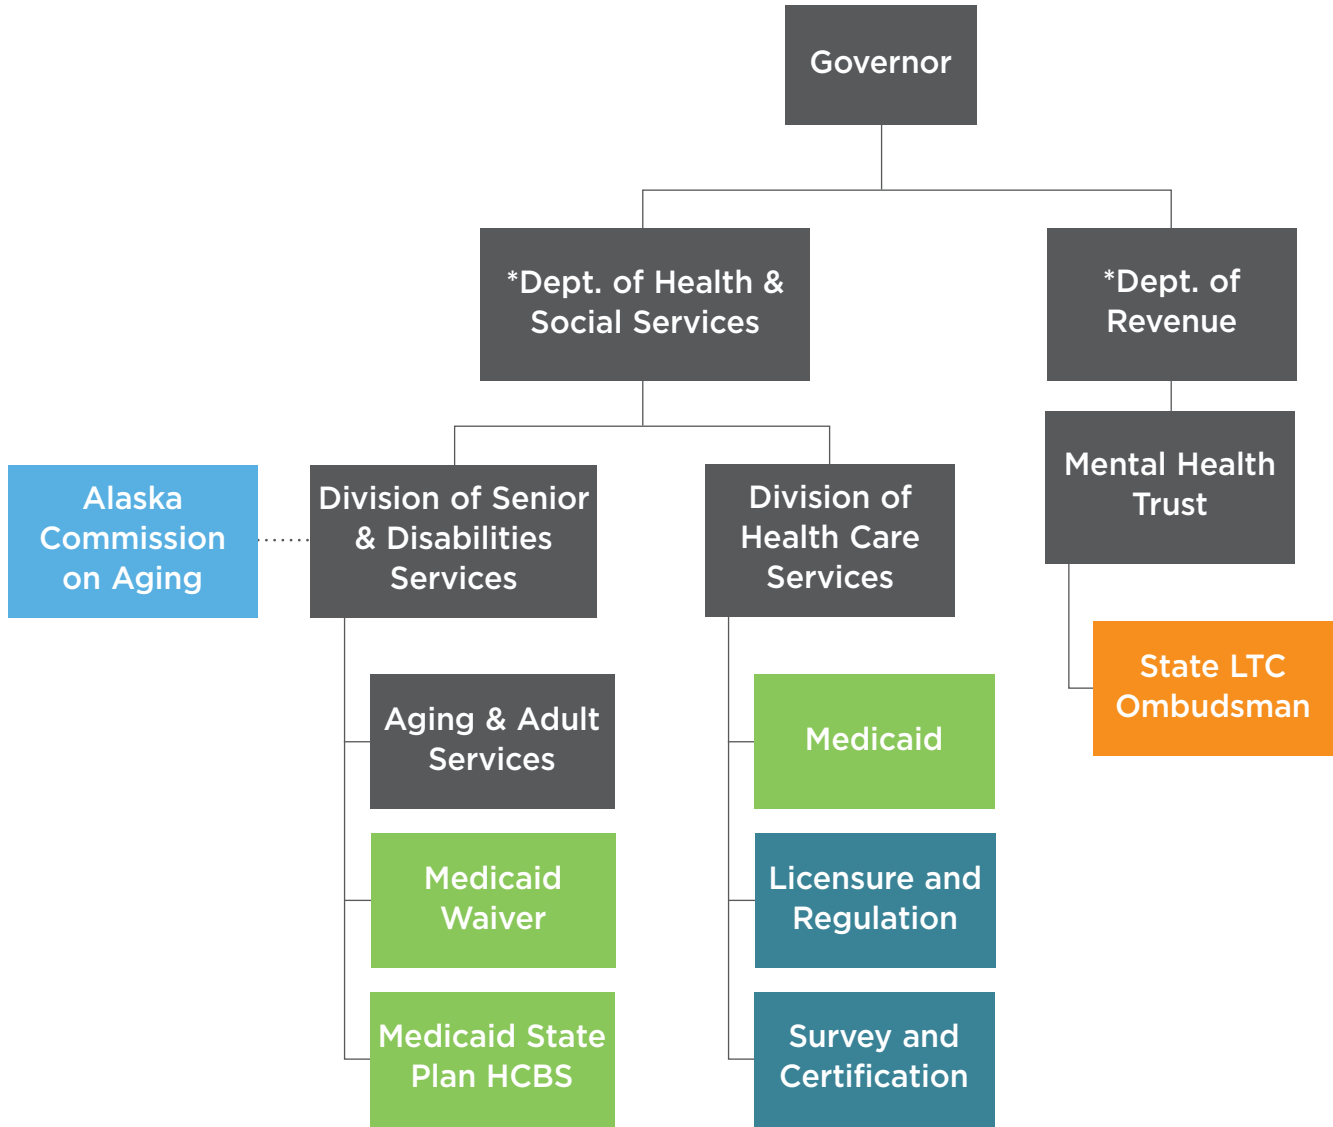 Governor
*Dept. of Health &
Social Services
*Dept. of
Revenue
Alaska
Commission
on Aging
Division of Senior
& Disabilities
Services
Division of
Health Care
Services
Mental Health
Trust
State LTC
Ombudsman
Aging & Adult
Services
Medicaid
Medicaid
Waiver
Licensure and
Regulation
Medicaid State
Plan HCBS
Survey and
Certification